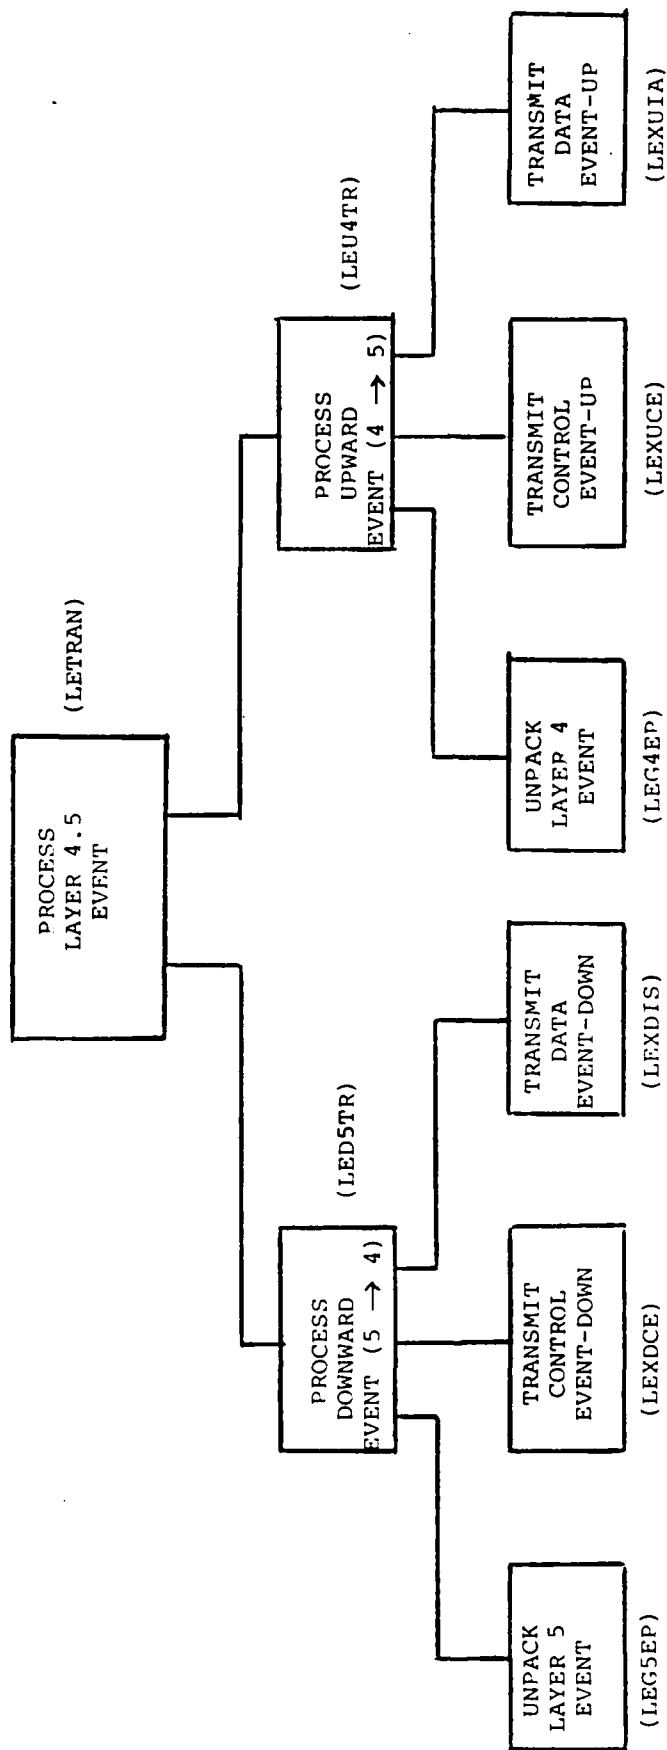 PROCESS
LAYER 4.5
EVENT
(LETRAN)
PROCESS
DOWNWARD
EVENT (5 → 4)
(LED5TR)
PROCESS
UPWARD
EVENT (4 → 5)
(LEU4TR)
UNPACK
LAYER 5
EVENT
(LEG5EP)
TRANSMIT
CONTROL
EVENT-DOWN
(LEXDCE)
TRANSMIT
DATA
EVENT-DOWN
(LEXDIS)
UNPACK
LAYER 4
EVENT
(LEG4EP)
TRANSMIT
CONTROL
EVENT-UP
(LEXUCE)
TRANSMIT
DATA
EVENT-UP
(LEXUIA)